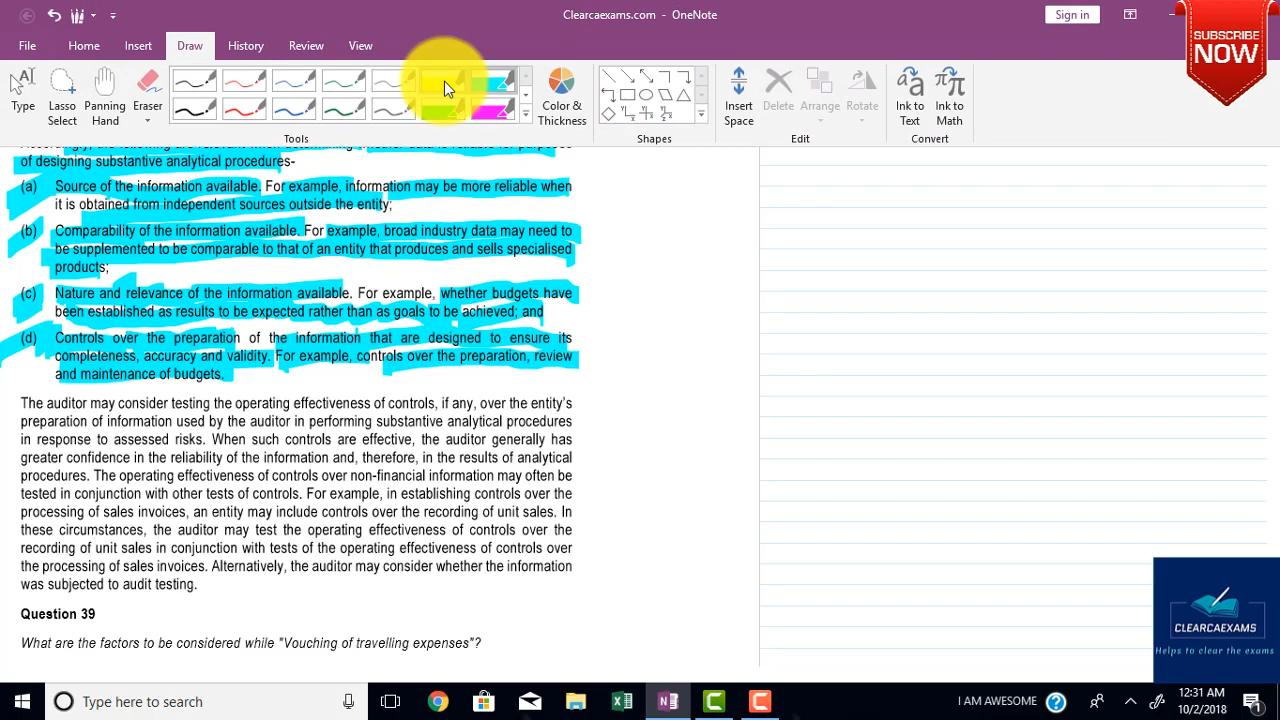 Clearcaexams.com - OneNote
Sign in
SUBSCRIBE
NOW
File Home Insert Draw History Review View
Type
Lasso
Select
Panning
Hand
Eraser
Color &
Thickness
Insert
Space
Delete
Arrange
Rotate
Ink to
Text
Ink to
Math
Tools
Shapes
Edit
Convert
of designing substantive analytical procedures-
(a) Source of the information available. For example, information may be more reliable when
it is obtained from independent sources outside the entity;
(b) Comparability of the information available. For example, broad industry data may need to
be supplemented to be comparable to that of an entity that produces and sells specialised
products;
(c) Nature and relevance of the information available. For example, whether budgets have
been established as results to be expected rather than as goals to be achieved; and
(d) Controls over the preparation of the information that are designed to ensure its
completeness, accuracy and validity. For example, controls over the preparation, review
and maintenance of budgets.
The auditor may consider testing the operating effectiveness of controls, if any, over the entity's
preparation of information used by the auditor in performing substantive analytical procedures
in response to assessed risks. When such controls are effective, the auditor generally has
greater confidence in the reliability of the information and, therefore, in the results of analytical
procedures. The operating effectiveness of controls over non-financial information may often be
tested in conjunction with other tests of controls. For example, in establishing controls over the
processing of sales invoices, an entity may include controls over the recording of unit sales. In
these circumstances, the auditor may test the operating effectiveness of controls over the
recording of unit sales in conjunction with tests of the operating effectiveness of controls over
the processing of sales invoices. Alternatively, the auditor may consider whether the information
was subjected to audit testing.
Question 39
What are the factors to be considered while "Vouching of travelling expenses"?
CLEARCAEXAMS
Helps to clear the exams
Type here to search
I AM AWESOME
12:31 AM
10/2/2018
1